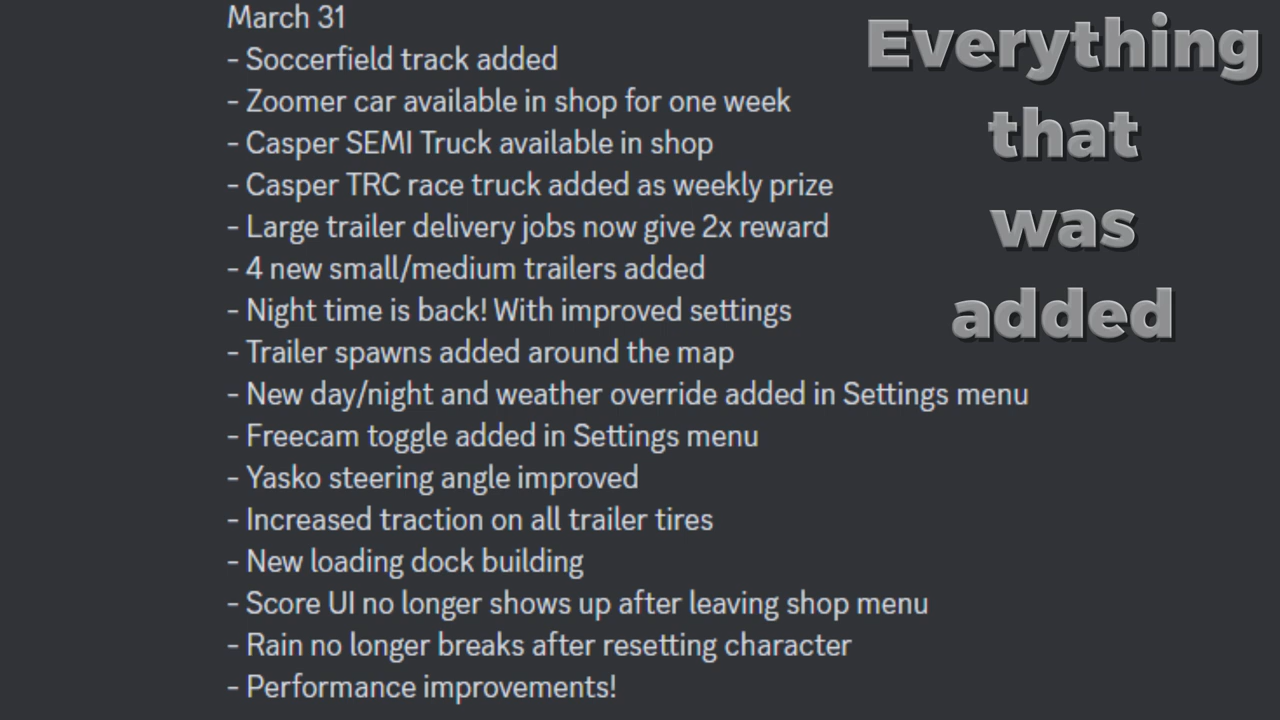 March 31
- Soccerfield track added
- Zoomer car available in shop for one week
- Casper SEMI Truck available in shop
- Casper TRC race truck added as weekly prize
- Large trailer delivery jobs now give 2x reward
- 4 new small/medium trailers added
- Night time is back! With improved settings
- Trailer spawns added around the map
- New day/night and weather override added in Settings menu
- Freecam toggle added in Settings menu
- Yasko steering angle improved
- Increased traction on all trailer tires
- New loading dock building
- Score UI no longer shows up after leaving shop menu
- Rain no longer breaks after resetting character
- Performance improvements!
Everything
that
was
added